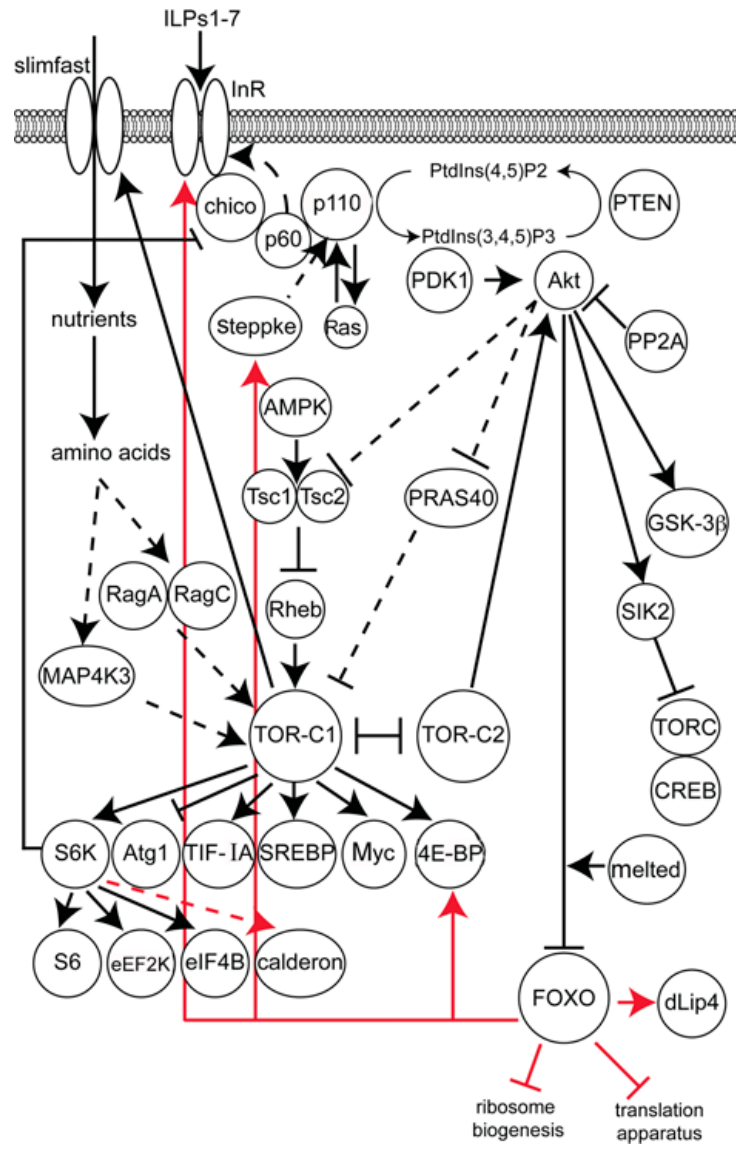 ILPs1-7
slimfast
InR
chico
p60
p110
PtdIns(4,5)P2
PtdIns(3,4,5)P3
PTEN
PDK1
Akt
PP2A
nutrients
steppke
Ras
AMPK
amino acids
Tsc1
Tsc2
PRAS40
GSK-3β
RagA
RagC
Rheb
SIK2
MAP4K3
TOR-C1
TOR-C2
TORC
CREB
S6K
Atg1
TIF-IA
SREBP
Myc
4E-BP
melted
S6
eEF2K
eIF4B
calderon
FOXO
dLip4
ribosome
biogenesis
translation
apparatus